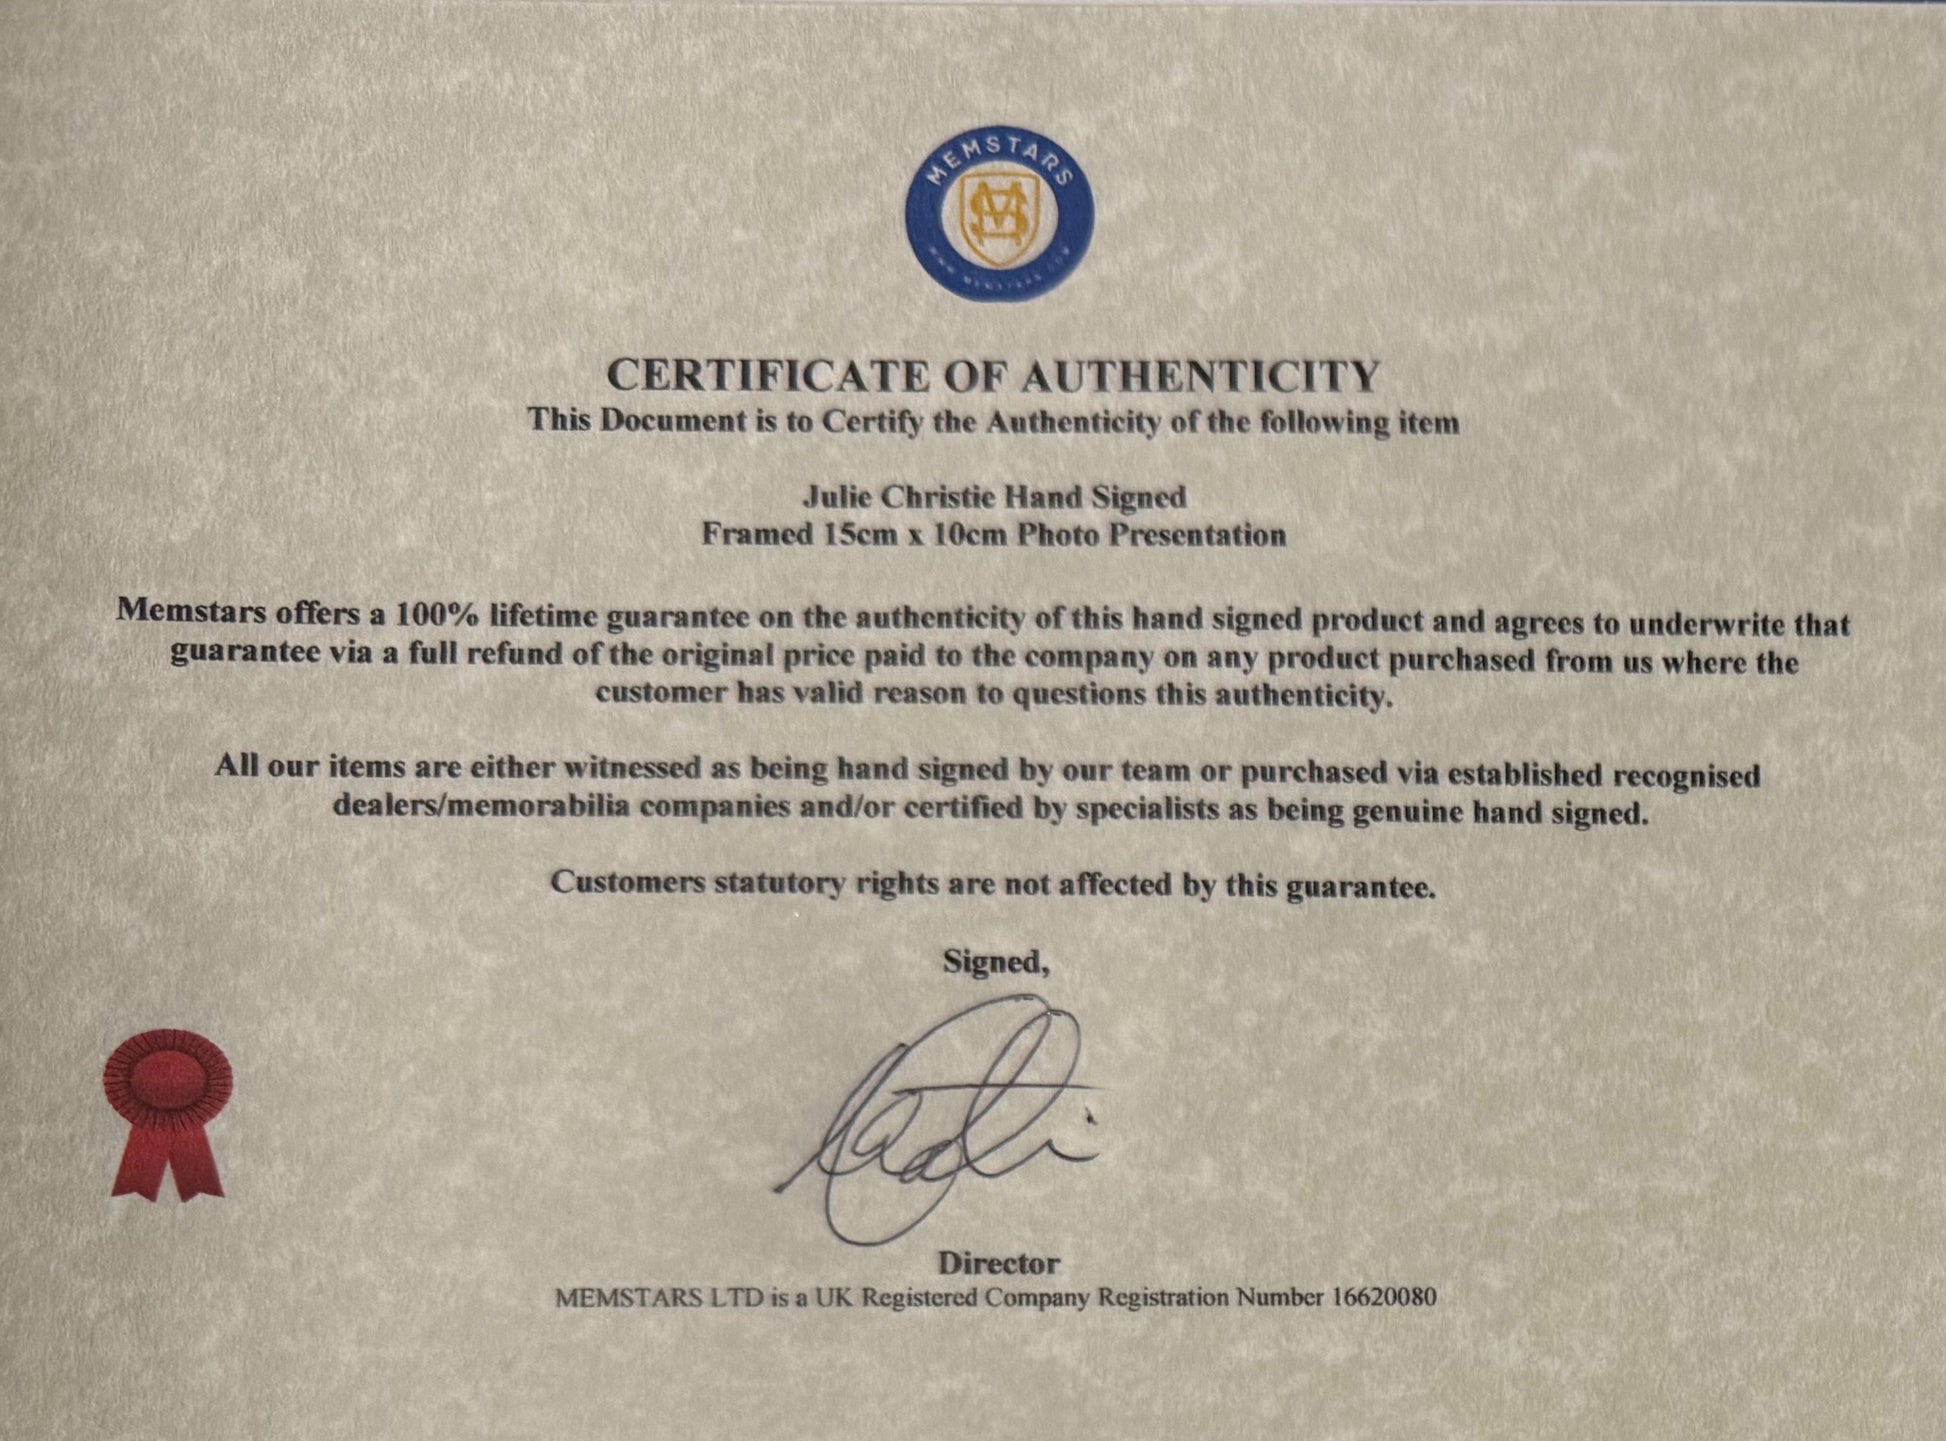 MEMSTARS
CERTIFICATE OF AUTHENTICITY
This Document is to Certify the Authenticity of the following item
Julie Christie Hand Signed
Framed 15cm x 10cm Photo Presentation
Memstars offers a 100% lifetime guarantee on the authenticity of this hand signed product and agrees to underwrite that
guarantee via a full refund of the original price paid to the company on any product purchased from us where the
customer has valid reason to questions this authenticity.
All our items are either witnessed as being hand signed by our team or purchased via established recognised
dealers/memorabilia companies and/or certified by specialists as being genuine hand signed.
Customers statutory rights are not affected by this guarantee.
Signed,
Director
MEMSTARS LTD is a UK Registered Company Registration Number 16620080